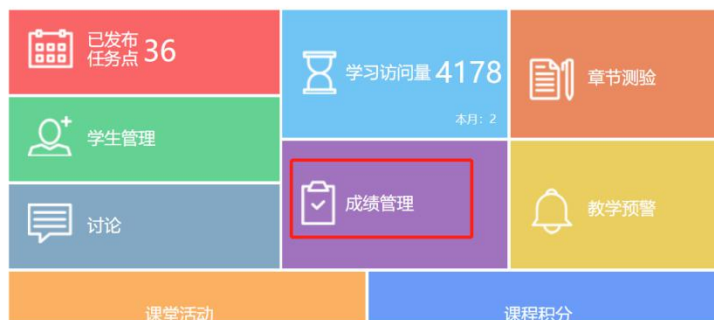 已发布
任务点 36
学习访问量 4178
本月：2
章节测验
学生管理
成绩管理
教学预警
讨论
课堂活动
课程积分